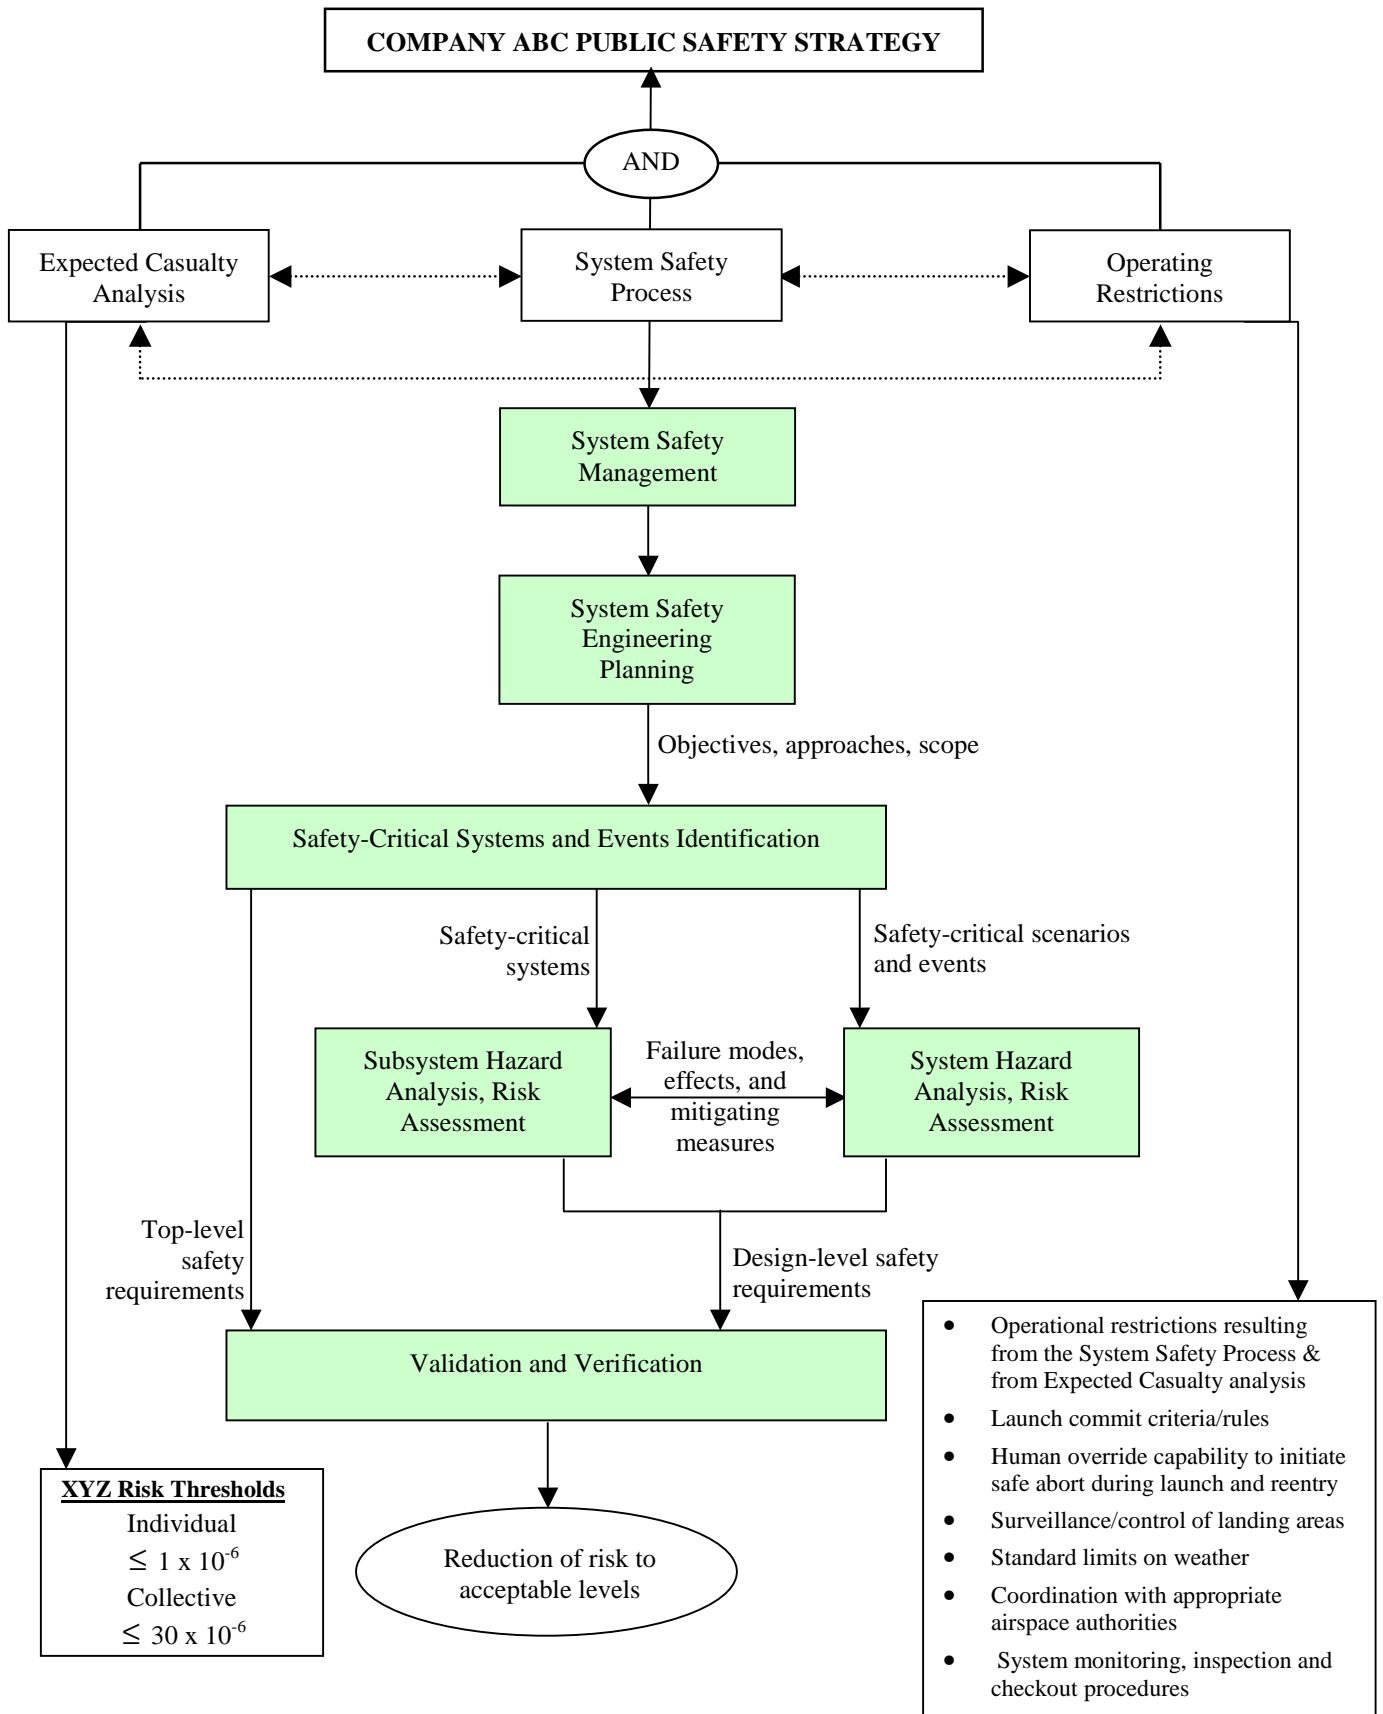 COMPANY ABC PUBLIC SAFETY STRATEGY
AND
Expected Casualty
Analysis
System Safety
Process
Operating
Restrictions
System Safety
Management
System Safety
Engineering
Planning
Objectives, approaches, scope
Safety-Critical Systems and Events Identification
Safety-critical
systems
Safety-critical scenarios
and events
Subsystem Hazard
Analysis, Risk
Assessment
Failure modes,
effects, and
mitigating
measures
System Hazard
Analysis, Risk
Assessment
Top-level
safety
requirements
Design-level safety
requirements
Validation and Verification
Reduction of risk to
acceptable levels
XYZ Risk Thresholds
Individual
≤ 1 x 10⁻⁶
Collective
≤ 30 x 10⁻⁶
• Operational restrictions resulting
from the System Safety Process &
from Expected Casualty analysis
• Launch commit criteria/rules
• Human override capability to initiate
safe abort during launch and reentry
• Surveillance/control of landing areas
• Standard limits on weather
• Coordination with appropriate
airspace authorities
• System monitoring, inspection and
checkout procedures